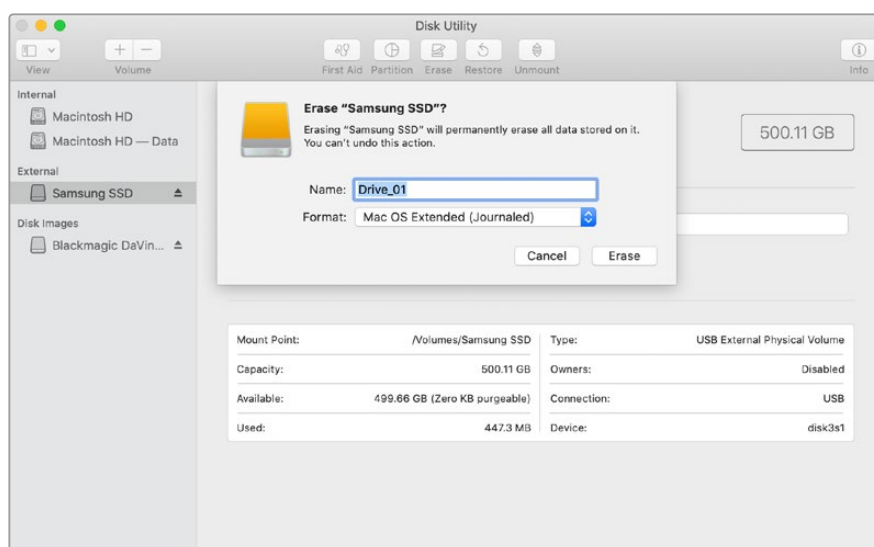 Disk Utility
View
Volume
First Aid Partition Erase Restore Unmount
Info
Internal
Macintosh HD
Macintosh HD — Data
External
Samsung SSD
Disk Images
Blackmagic DaVin...
Erase “Samsung SSD”?
Erasing “Samsung SSD” will permanently erase all data stored on it.
You can't undo this action.
Name: Drive_01
Format: Mac OS Extended (Journaled)
Cancel Erase
500.11 GB
Mount Point: /Volumes/Samsung SSD Type: USB External Physical Volume
Capacity: 500.11 GB Owners: Disabled
Available: 499.66 GB (Zero KB purgeable) Connection: USB
Used: 447.3 MB Device: disk3s1